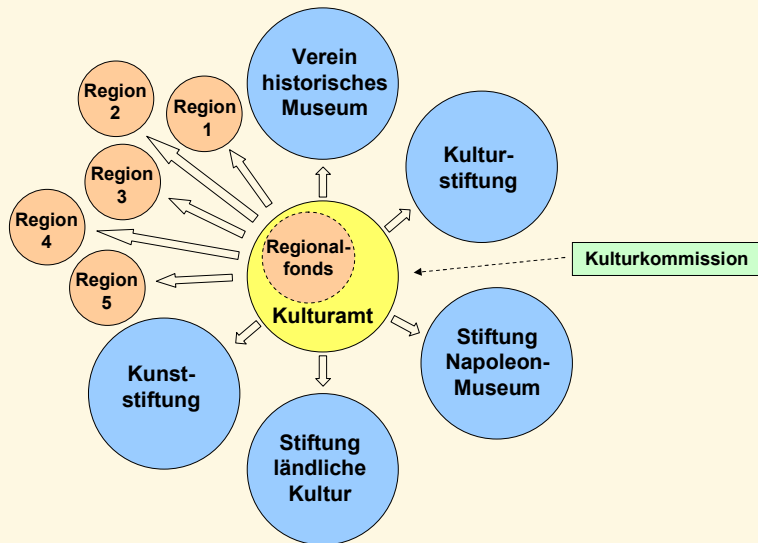 Verein
historisches
Museum
Region
2
Region
1
Kultur-
stiftung
Region
3
Region
4
Regional-
fonds
Kulturkommission
Region
5
Kulturamt
Stiftung
Napoleon-
Museum
Kunst-
stiftung
Stiftung
ländliche
Kultur